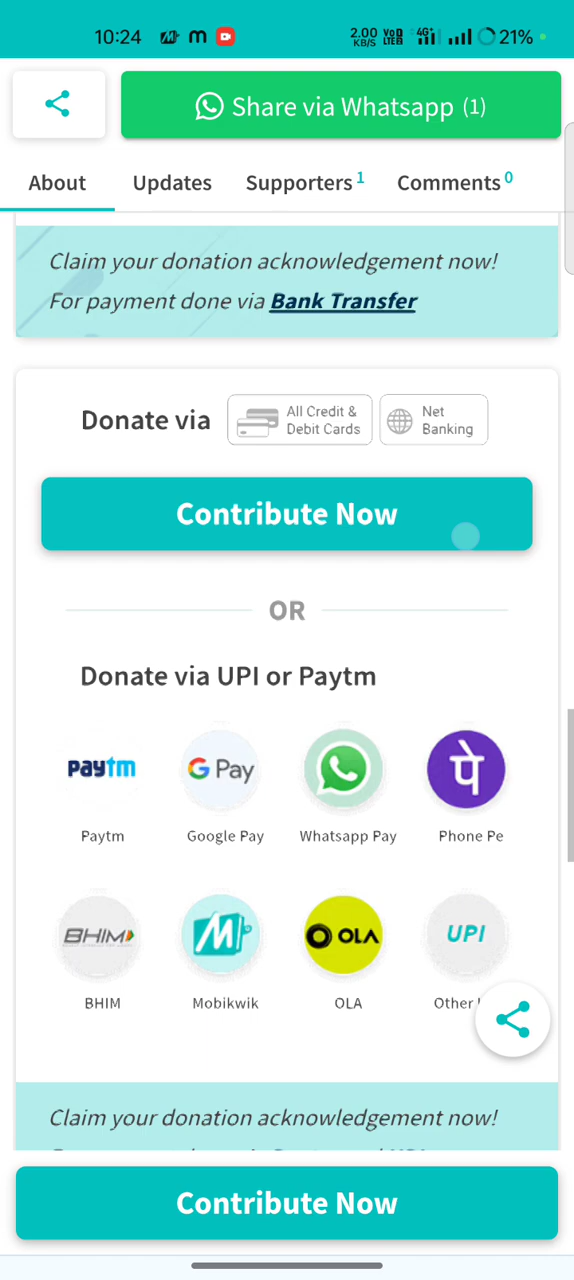 10:24
2.00 KB/S
4G+
21%
Share via Whatsapp (1)
About Updates Supporters 1 Comments 0
Claim your donation acknowledgement now!
For payment done via Bank Transfer
Donate via
All Credit &
Debit Cards
Net
Banking
Contribute Now
OR
Donate via UPI or Paytm
paytm G Pay पे
Paytm Google Pay Whatsapp Pay Phone Pe
BHIM OLA UPI
BHIM Mobikwik OLA Other
Claim your donation acknowledgement now!
Contribute Now